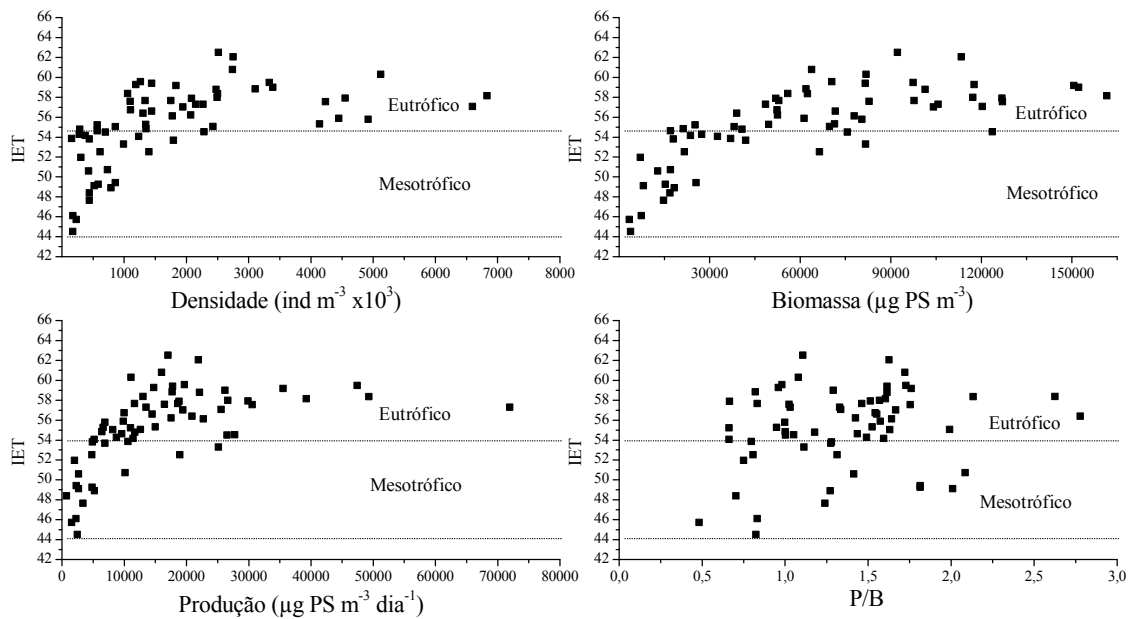 66
64
62
60
58
56
54
52
50
48
46
44
42
IET
Eutrófico
Mesotrófico
1000 2000 3000 4000 5000 6000 7000 8000
Densidade (ind m⁻³ x10³)
66
64
62
60
58
56
54
52
50
48
46
44
42
IET
Eutrófico
Mesotrófico
30000 60000 90000 120000 150000
Biomassa (µg PS m⁻³)
66
64
62
60
58
56
54
52
50
48
46
44
42
IET
Eutrófico
Mesotrófico
0 10000 20000 30000 40000 50000 60000 70000 80000
Produção (µg PS m⁻³ dia⁻¹)
66
64
62
60
58
56
54
52
50
48
46
44
42
IET
Eutrófico
Mesotrófico
0,0 0,5 1,0 1,5 2,0 2,5 3,0
P/B